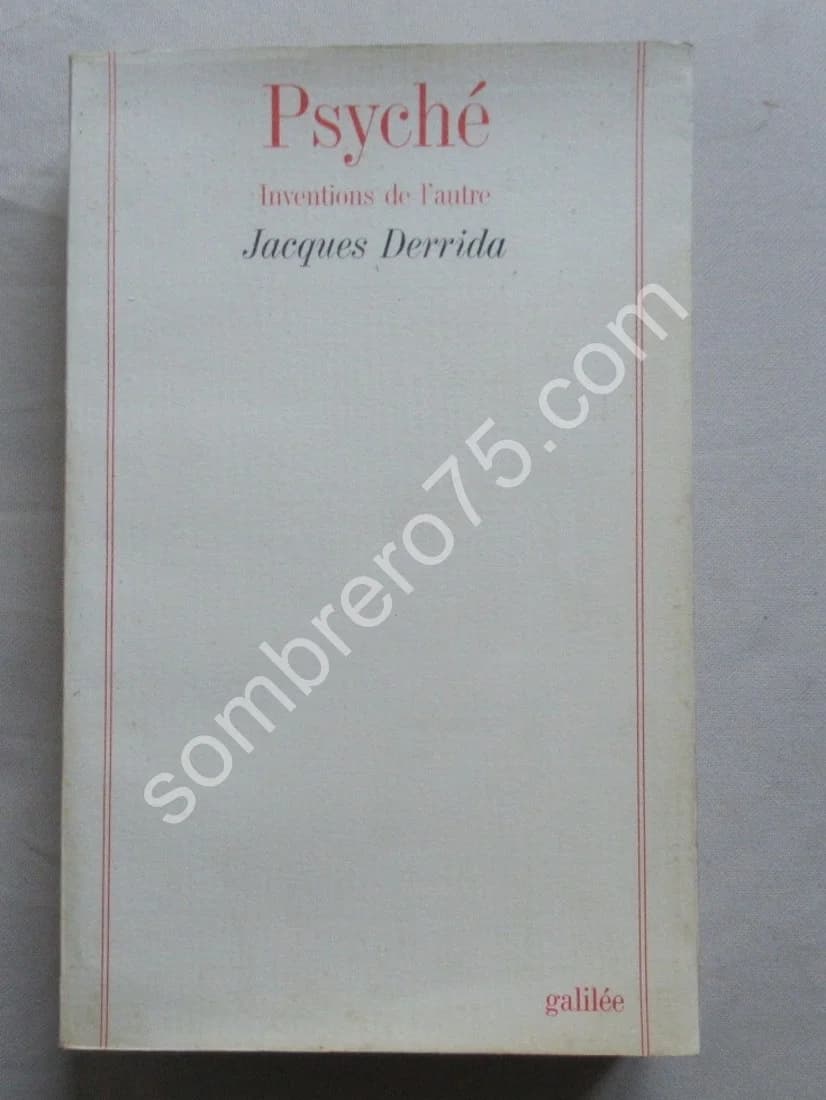 Psyché
Inventions de l'autre
Jacques Derrida
sombrero75.com
galilée